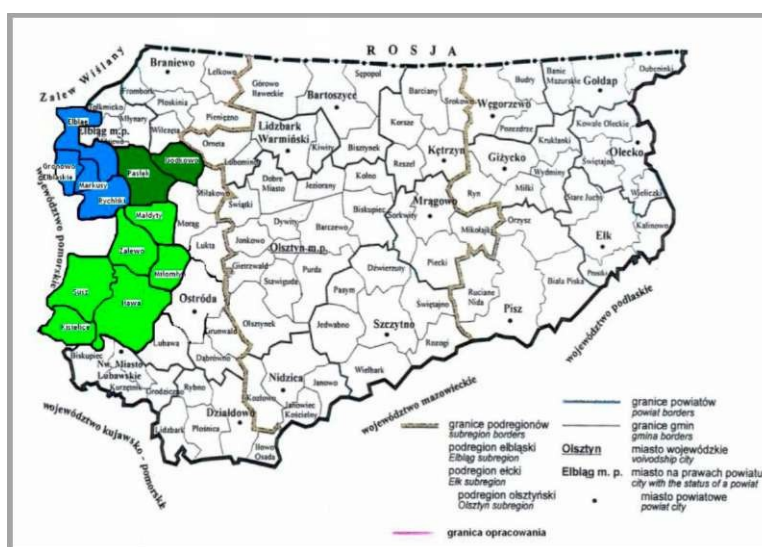 ROSJA
Zalew Wiślany
Braniewo
Lelkowo
Górowo
Iławeckie
Sępopol
Bartoszyce
Barciany
Srokowo
Węgorzewo
Budry
Banie
Mazurskie
Gołdap
Dubeninki
Frombork
Płoskinia
Pieniężno
Tolkmicko
Młynary
Wilczęta
Elbląg
Elbląg m.p.
Orneta
Lidzbark
Warmiński
Kiwity
Bisztynek
Korsze
Reszel
Kętrzyn
Pozezdrze
Kruklanki
Giżycko
Kowale Oleckie
Świętajno
Olecko
Wieliczki
Gronowo
Elbląskie
Markusy
Rychliki
Pasłęk
Godkowo
Lubomino
Miłakowo
Świątki
Dobre
Miasto
Jeziorany
Kolno
Biskupiec
Sorkwity
Mrągowo
Mikołajki
Ryn
Miłki
Wydminy
Stare Juchy
Kalinowo
Ełk
Prostki
Orzysz
Małdyty
Morąg
Zalewo
Miłomłyn
Łukta
Jonkowo
Dywity
Barczewo
Olsztyn m.p.
Gietrzwałd
Stawiguda
Purda
Dźwierzuty
Piecki
Ruciane
Nida
Pisz
Biała Piska
Susz
Iława
Kisielice
Ostróda
Olsztynek
Pasym
Szczytno
Świętajno
Jedwabno
Rozogi
Wielbark
Grunwald
Dąbrówno
Lubawa
Biskupiec
Nw. Miasto
Lubawskie
Kurzętnik
Grodziczno
Rybno
Lidzbark
Płośnica
Działdowo
Iłowo
Osada
Kozłowo
Nidzica
Janowo
Janowiec
Kościelny
województwo pomorskie
województwo kujawsko - pomorskie
województwo mazowieckie
województwo podlaskie
granice podregionów
subregion borders
podregion elbląski
Elbląg subregion
podregion ełcki
Ełk subregion
podregion olsztyński
Olsztyn subregion
granice powiatów
powiat borders
granice gmin
gmina borders
Olsztyn miasto wojewódzkie
voivodship city
Elbląg m. p. miasto na prawach powiatu
city with the status of a powiat
miasto powiatowe
powiat city
granica opracowania